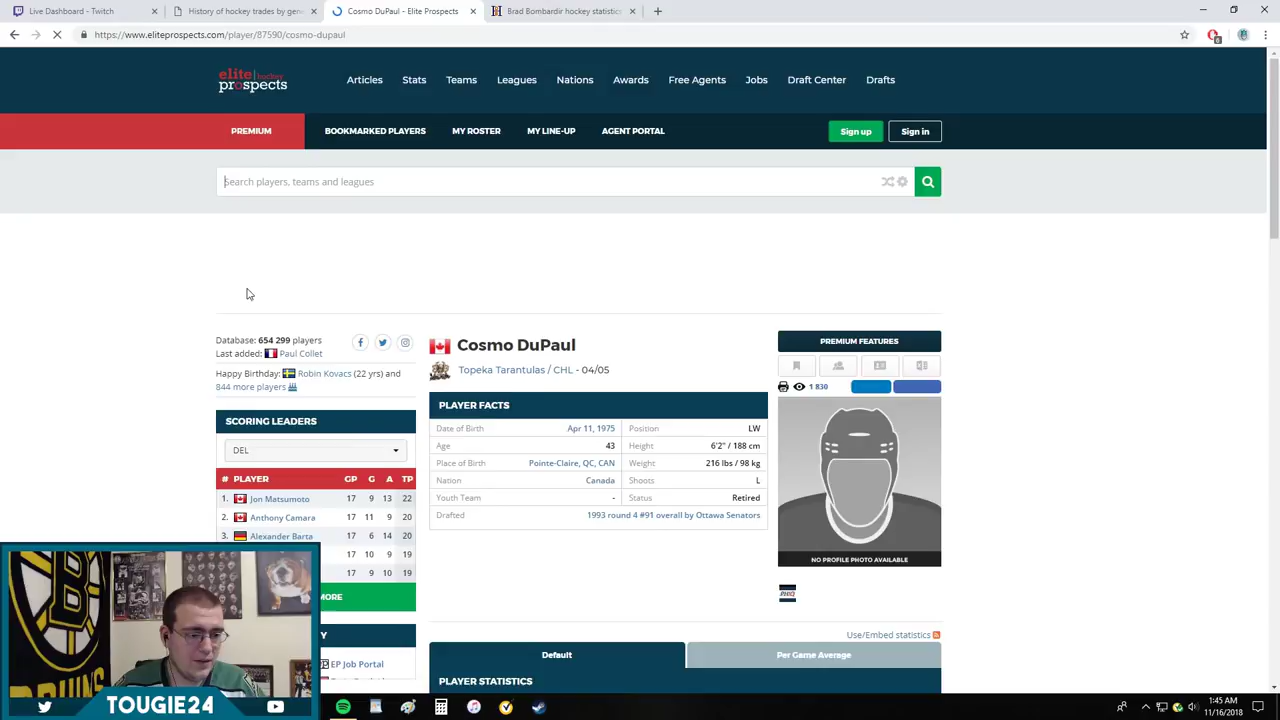 Live Dashboard - Twitch
History of hockey trades by gene
Cosmo DuPaul - Elite Prospects
Brad Bombardir hockey statistics
https://www.eliteprospects.com/player/87590/cosmo-dupaul
elite hockey
prospects
Articles
Stats
Teams
Leagues
Nations
Awards
Free Agents
Jobs
Draft Center
Drafts
PREMIUM
BOOKMARKED PLAYERS
MY ROSTER
MY LINE-UP
AGENT PORTAL
Sign up
Sign in
Search players, teams and leagues
Database: 654 299 players
Last added: Paul Collet
Happy Birthday: Robin Kovacs (22 yrs) and
844 more players
SCORING LEADERS
DEL
# PLAYER GP G A TP
1. Jon Matsumoto 17 9 13 22
2. Anthony Camara 17 11 9 20
3. Alexander Barta 17 6 14 20
17 10 9 19
17 9 10 19
MORE
Y
EP Job Portal
Cosmo DuPaul
Topeka Tarantulas / CHL - 04/05
PLAYER FACTS
Date of Birth Apr 11, 1975 Position LW
Age 43 Height 6'2" / 188 cm
Place of Birth Pointe-Claire, QC, CAN Weight 216 lbs / 98 kg
Nation Canada Shoots L
Youth Team - Status Retired
Drafted 1993 round 4 #91 overall by Ottawa Senators
PREMIUM FEATURES
1 830
NO PROFILE PHOTO AVAILABLE
Use/Embed statistics
Default
Per Game Average
PLAYER STATISTICS
B
BRUINS
TOUGIE24
1:45 AM
11/16/2018